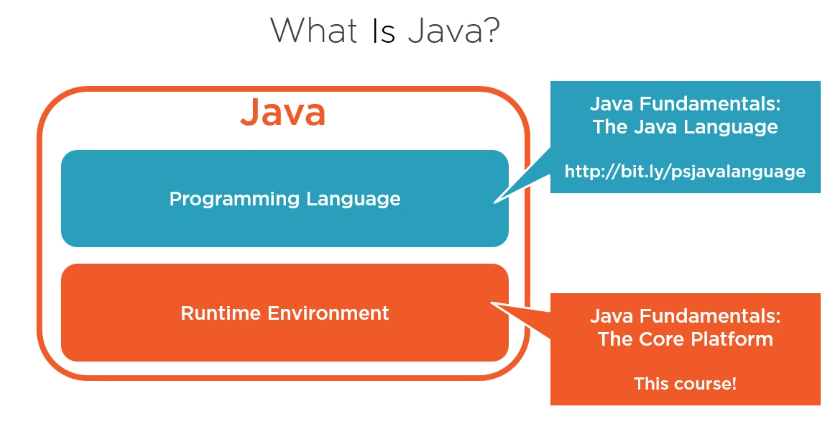 What Is Java?
Java
Programming Language
Runtime Environment
Java Fundamentals:
The Java Language
http://bit.ly/psjavalanguage
Java Fundamentals:
The Core Platform
This course!